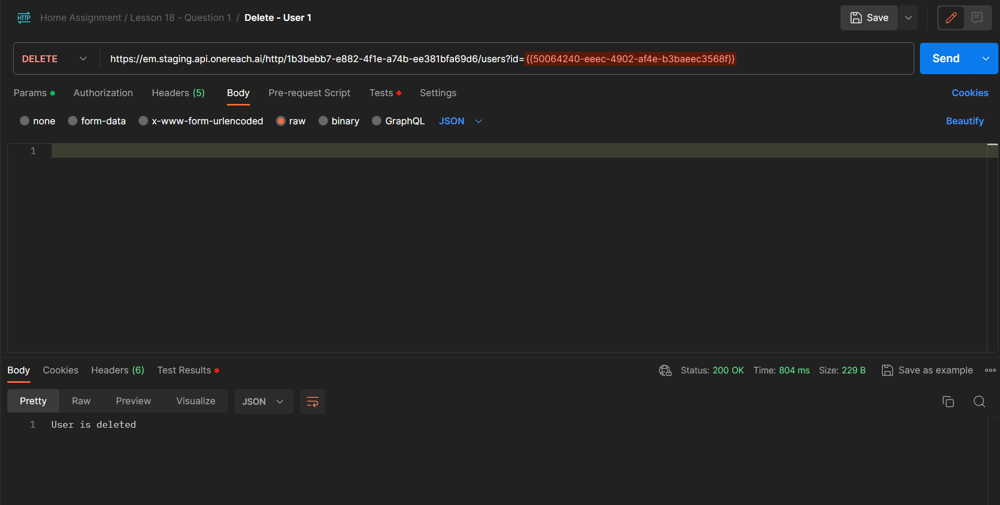 HTTP Home Assignment / Lesson 18 - Question 1 / Delete - User 1 Save
DELETE https://em.staging.api.onereach.ai/http/1b3bebb7-e882-4f1e-a74b-ee381bfa69d6/users?id={{50064240-eeec-4902-af4e-b3baeec3568f}} Send
Params Authorization Headers (5) Body Pre-request Script Tests Settings Cookies
none form-data x-www-form-urlencoded raw binary GraphQL JSON Beautify
1
Body Cookies Headers (6) Test Results Status: 200 OK Time: 804 ms Size: 229 B Save as example
Pretty Raw Preview Visualize JSON
1 User is deleted